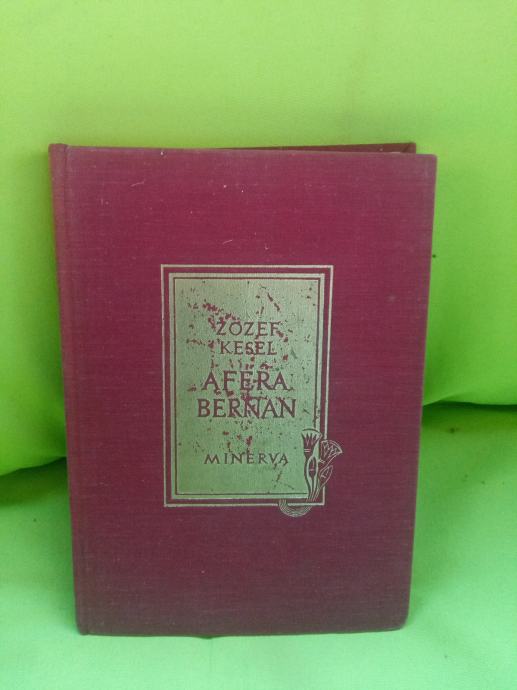 ŽOZEF
KESEL
AFERA
BERNAN
MINERVA